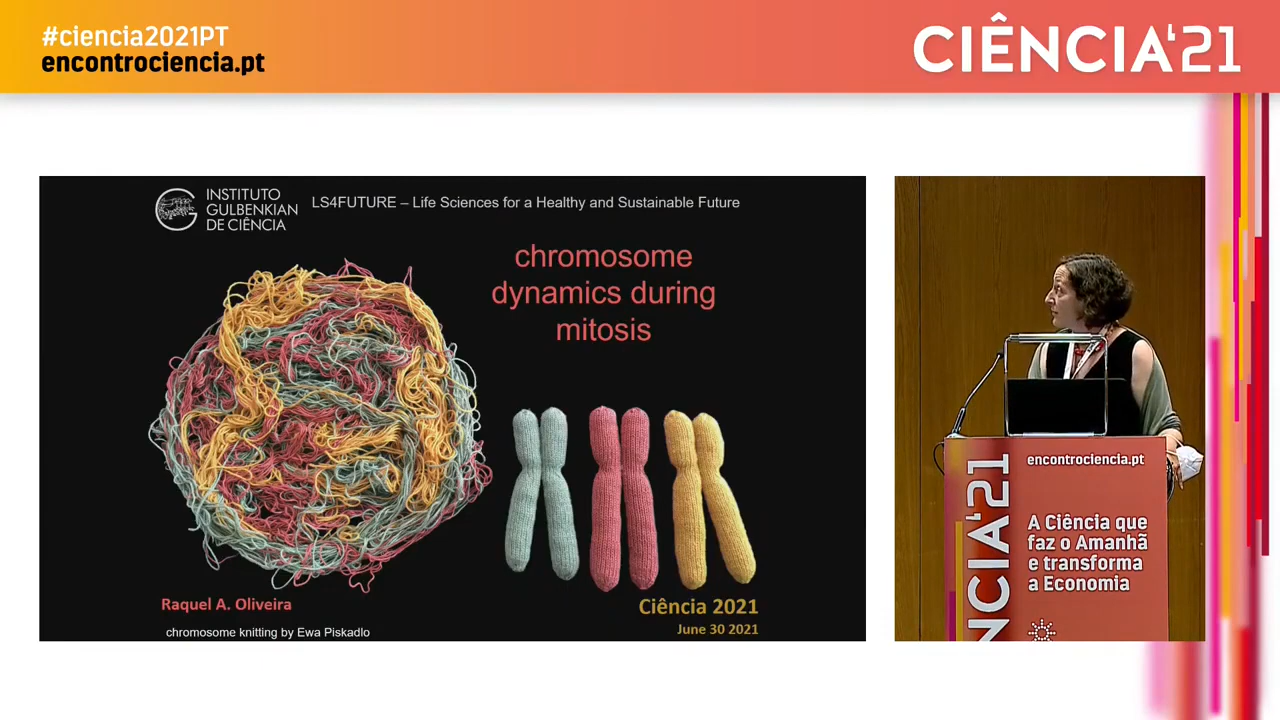 #ciencia2021PT
encontrociencia.pt
CIÊNCIA'21
INSTITUTO
GULBENKIAN
DE CIÊNCIA
LS4FUTURE – Life Sciences for a Healthy and Sustainable Future
chromosome
dynamics during
mitosis
Raquel A. Oliveira
chromosome knitting by Ewa Piskadlo
Ciência 2021
June 30 2021
encontrociencia.pt
NCIA'21
A Ciência que
faz o Amanhã
e transforma
a Economia